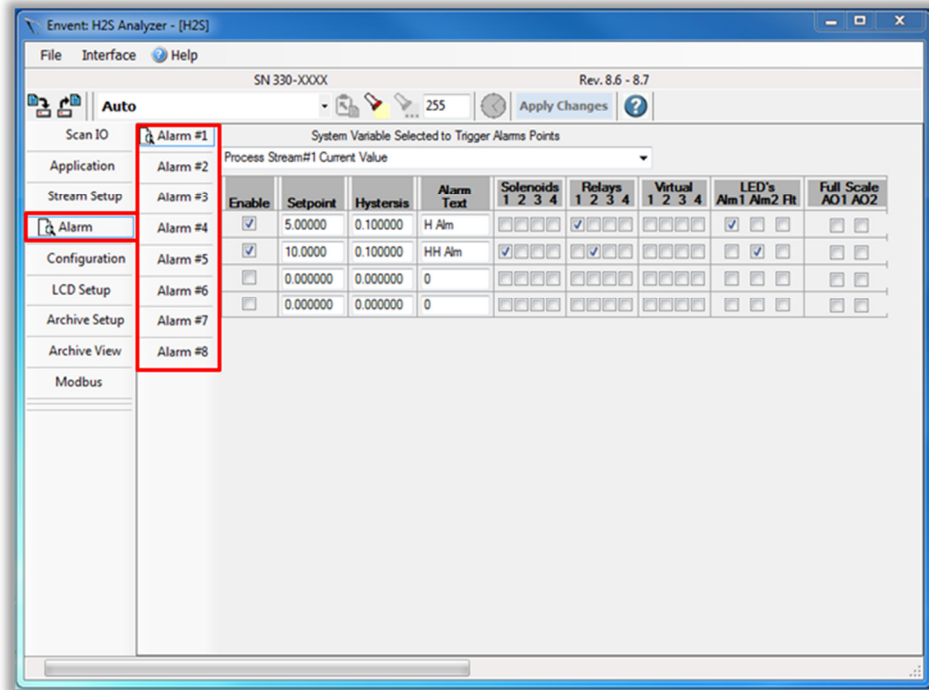 Envent: H2S Analyzer - [H2S]
File Interface Help
SN 330-XXXX Rev. 8.6 - 8.7
Auto 255 Apply Changes
Scan IO
Application
Stream Setup
Alarm
Configuration
LCD Setup
Archive Setup
Archive View
Modbus
Alarm #1
Alarm #2
Alarm #3
Alarm #4
Alarm #5
Alarm #6
Alarm #7
Alarm #8
System Variable Selected to Trigger Alarms Points
Process Stream#1 Current Value
Enable Setpoint Hystersis Alarm Text Solenoids 1 2 3 4 Relays 1 2 3 4 Virtual 1 2 3 4 LED's Alm1 Alm2 Flt Full Scale AO1 AO2
5.00000 0.100000 H Alm
10.0000 0.100000 HH Alm
0.000000 0.000000 0
0.000000 0.000000 0